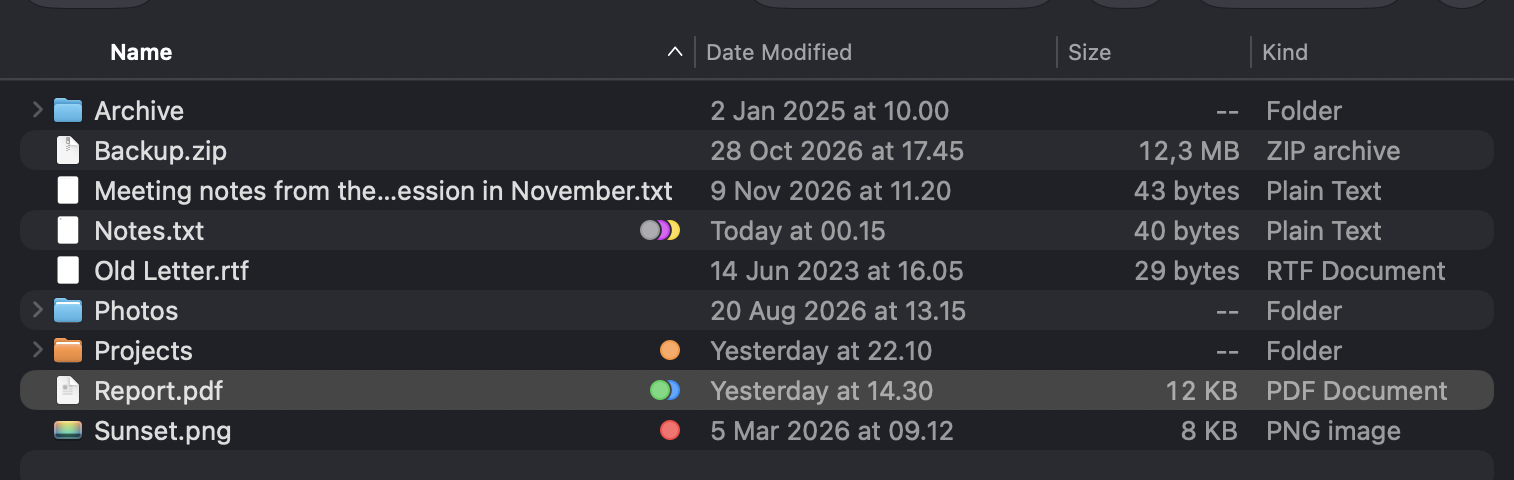 Name Date Modified Size Kind
Archive 2 Jan 2025 at 10.00 -- Folder
Backup.zip 28 Oct 2026 at 17.45 12,3 MB ZIP archive
Meeting notes from the...ession in November.txt 9 Nov 2026 at 11.20 43 bytes Plain Text
Notes.txt Today at 00.15 40 bytes Plain Text
Old Letter.rtf 14 Jun 2023 at 16.05 29 bytes RTF Document
Photos 20 Aug 2026 at 13.15 -- Folder
Projects Yesterday at 22.10 -- Folder
Report.pdf Yesterday at 14.30 12 KB PDF Document
Sunset.png 5 Mar 2026 at 09.12 8 KB PNG image